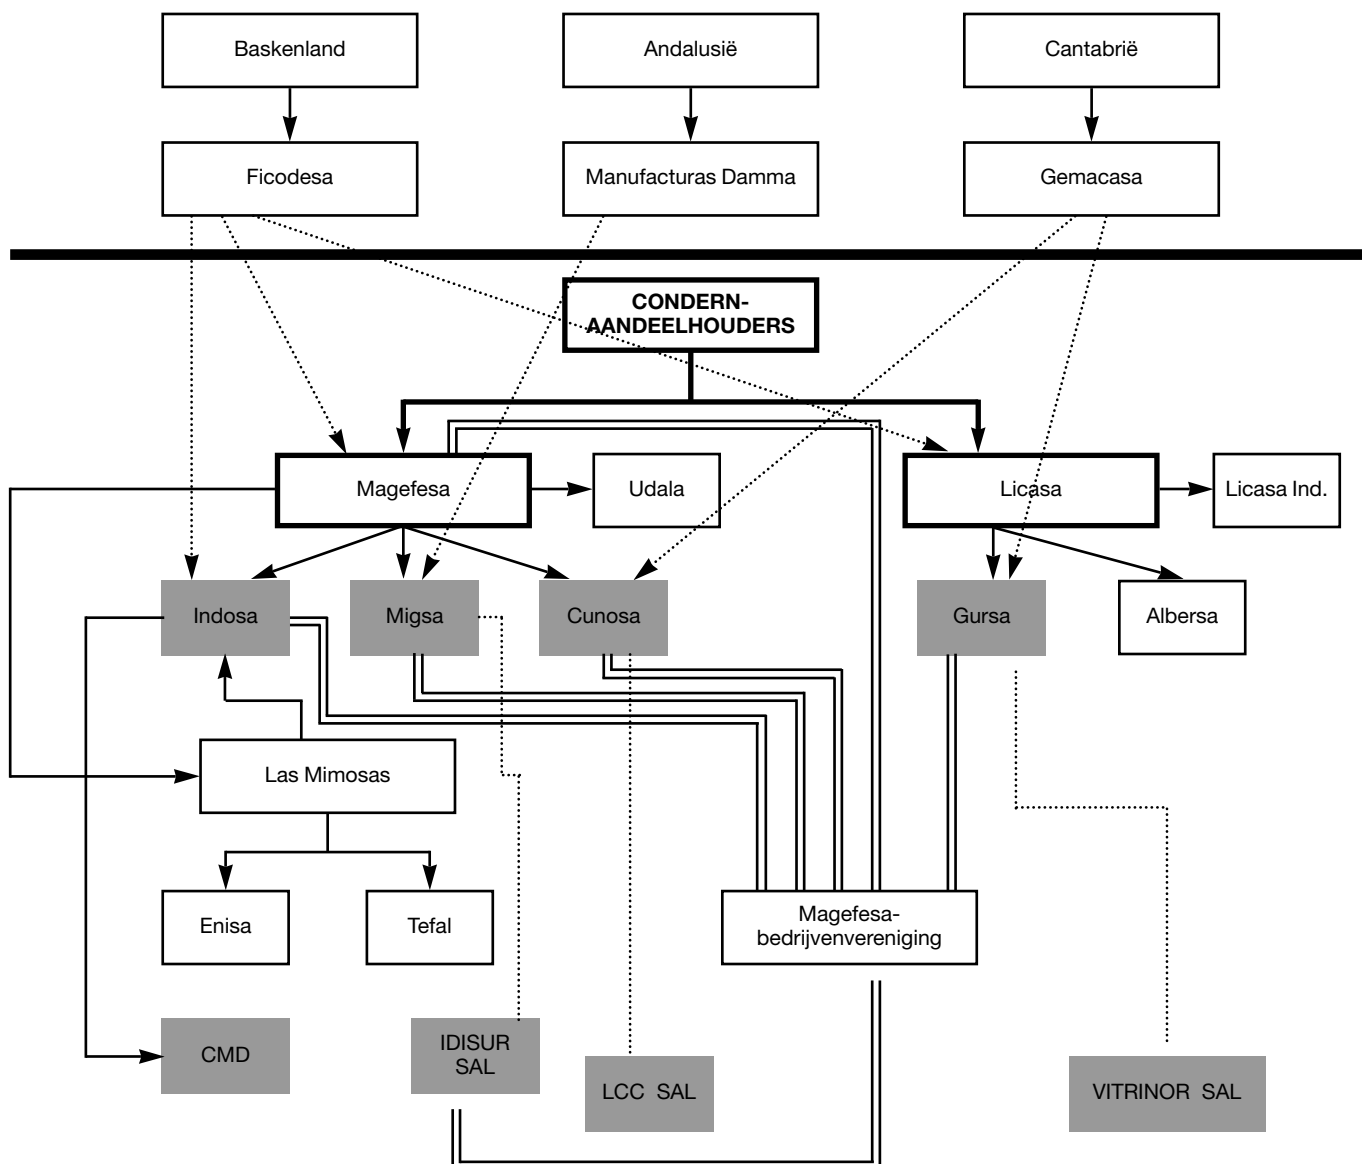 Baskenland
Andalusië
Cantabrië
Ficodesa
Manufacturas Damma
Gemacasa
CONDERN-
AANDEELHOUDERS
Magefesa
Udala
Licasa
Licasa Ind.
Indosa
Migsa
Cunosa
Gursa
Albersa
Las Mimosas
Enisa
Tefal
Magefesa-
bedrijvenvereniging
CMD
IDISUR
SAL
LCC SAL
VITRINOR SAL